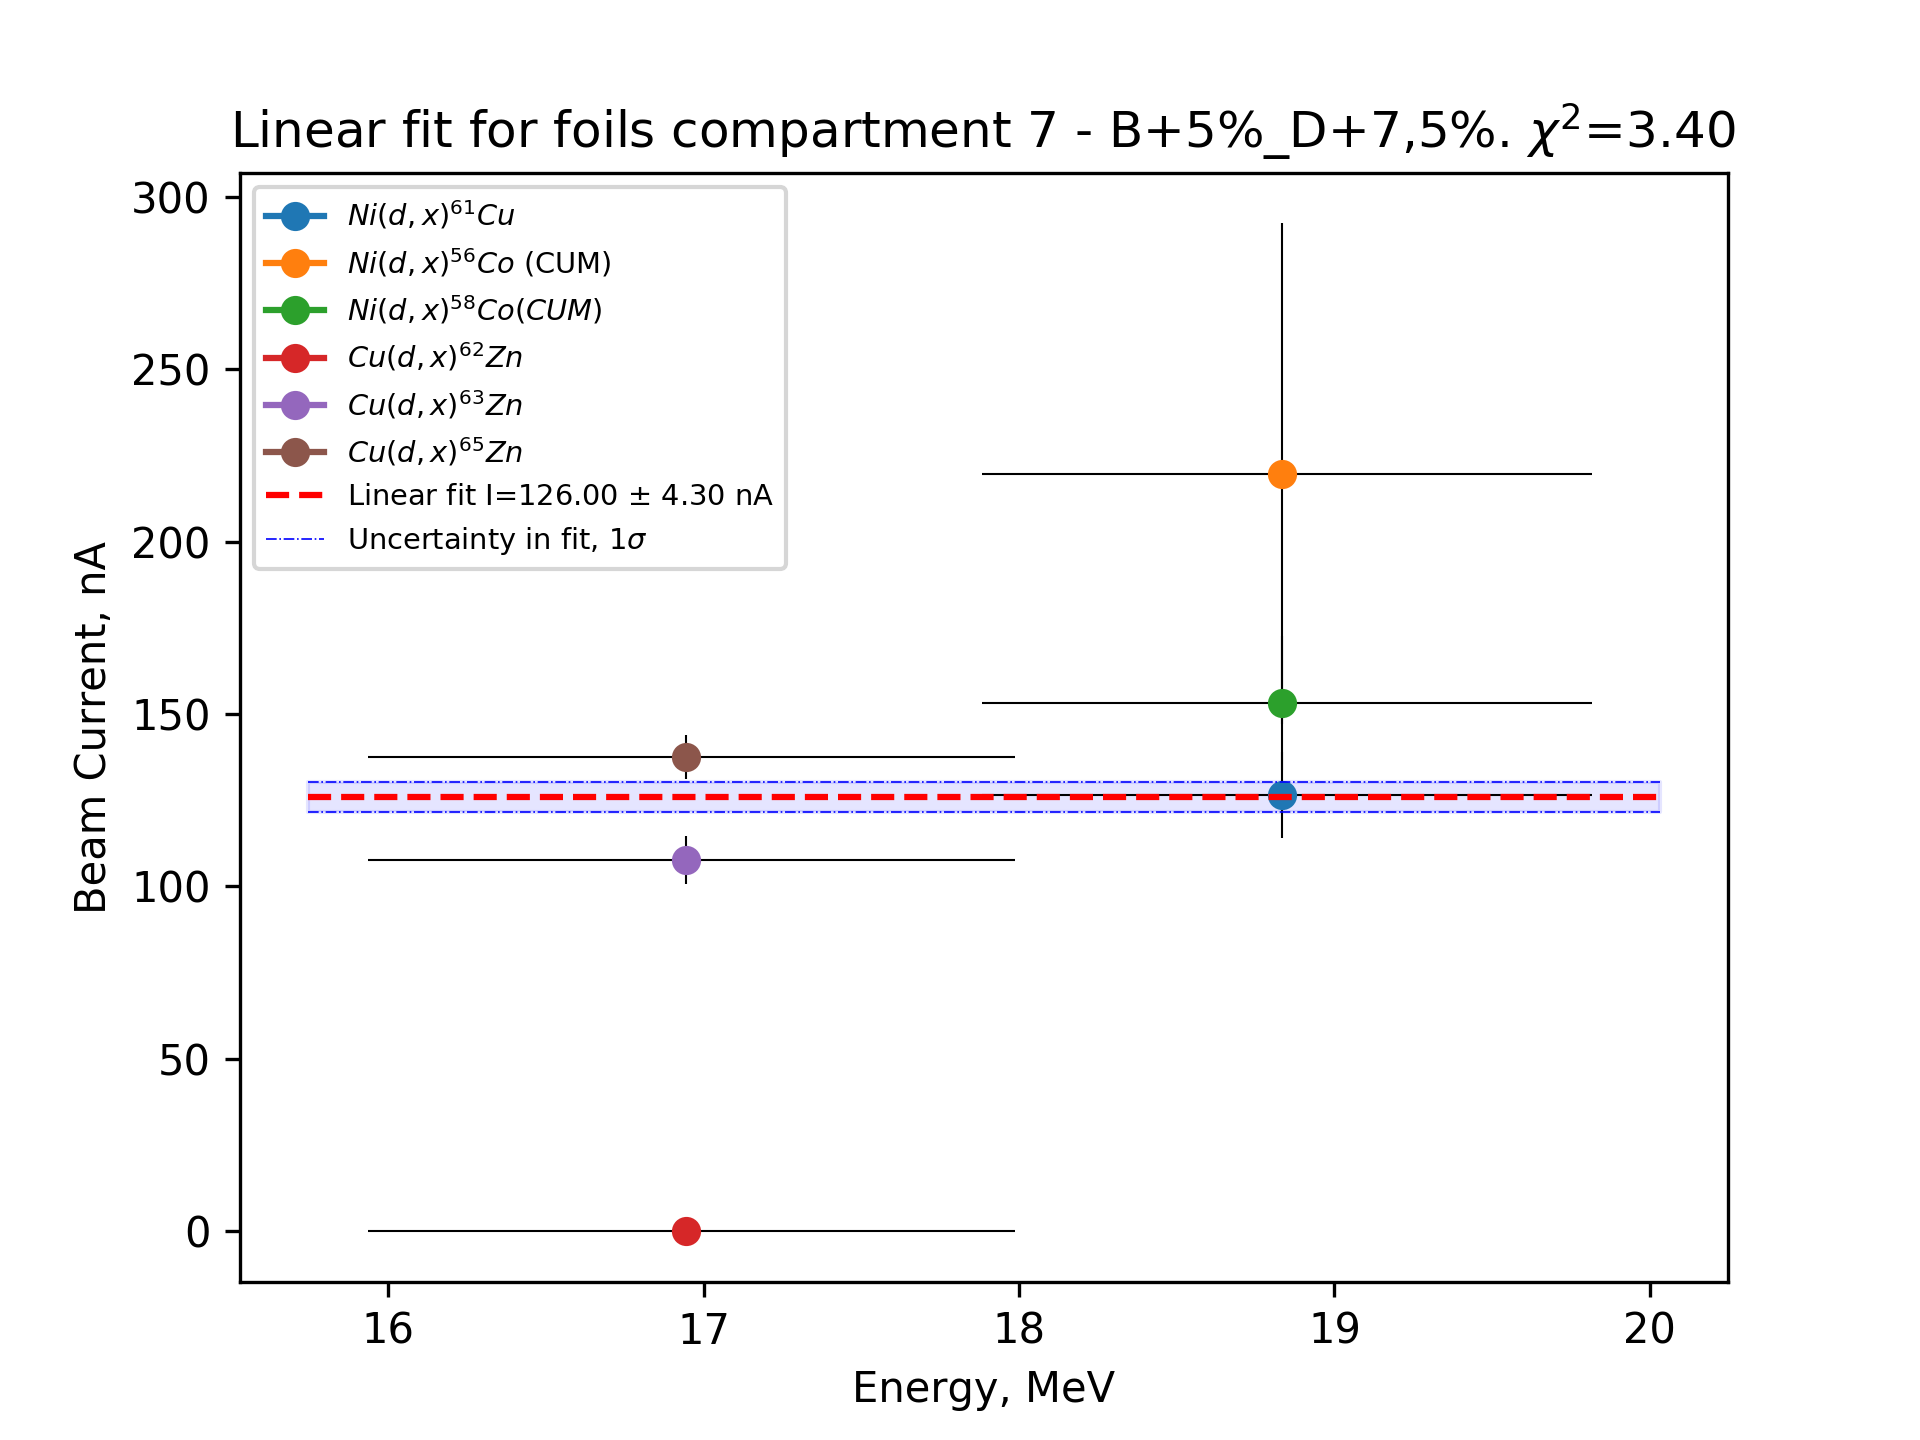 Linear fit for foils compartment 7 - B+5%_D+7,5%. χ²=3.40
Ni(d, x)⁶¹Cu
Ni(d, x)⁵⁶Co (CUM)
Ni(d, x)⁵⁸Co(CUM)
Cu(d, x)⁶²Zn
Cu(d, x)⁶³Zn
Cu(d, x)⁶⁵Zn
Linear fit I=126.00 ± 4.30 nA
Uncertainty in fit, 1σ
Beam Current, nA
300
250
200
150
100
50
0
16 17 18 19 20
Energy, MeV